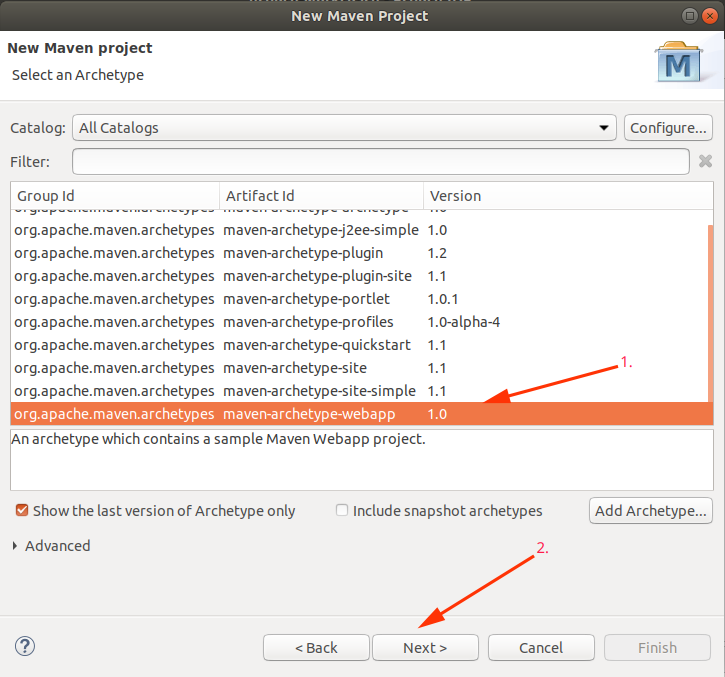 New Maven Project
New Maven project
Select an Archetype
M
Catalog: All Catalogs Configure...
Filter:
Group Id Artifact Id Version
org.apache.maven.archetypes maven-archetype-archetype 1.0
org.apache.maven.archetypes maven-archetype-j2ee-simple 1.0
org.apache.maven.archetypes maven-archetype-plugin 1.2
org.apache.maven.archetypes maven-archetype-plugin-site 1.1
org.apache.maven.archetypes maven-archetype-portlet 1.0.1
org.apache.maven.archetypes maven-archetype-profiles 1.0-alpha-4
org.apache.maven.archetypes maven-archetype-quickstart 1.1
org.apache.maven.archetypes maven-archetype-site 1.1
1.
org.apache.maven.archetypes maven-archetype-site-simple 1.1
org.apache.maven.archetypes maven-archetype-webapp 1.0
An archetype which contains a sample Maven Webapp project.
Show the last version of Archetype only Include snapshot archetypes Add Archetype...
Advanced
2.
? < Back Next > Cancel Finish